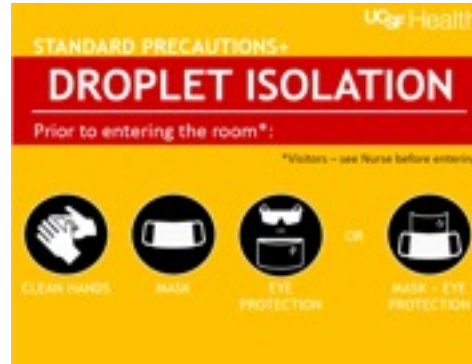 UCSF Health
STANDARD PRECAUTIONS+
DROPLET ISOLATION
Prior to entering the room*:
*Visitors – see Nurse before entering
OR
CLEAN HANDS
MASK
EYE
PROTECTION
MASK - EYE
PROTECTION